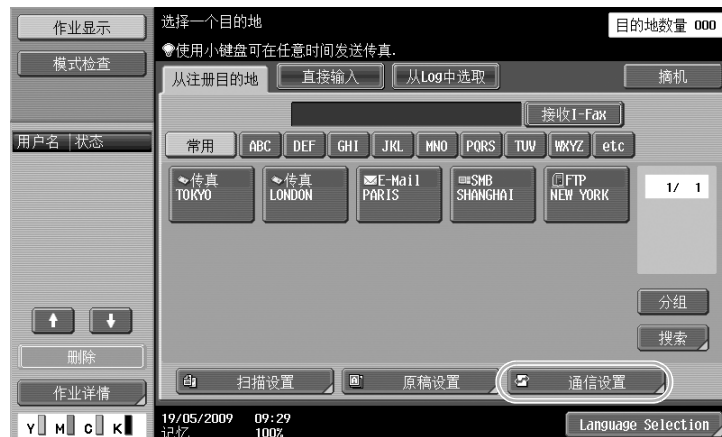 作业显示
模式检查
用户名 状态
删除
作业详情
Y M C K
选择一个目的地
目的地数量 000
使用小键盘可在任意时间发送传真.
从注册目的地 直接输入 从Log中选取 摘机
接收I-Fax
常用 ABC DEF GHI JKL MNO PQRS TUV WXYZ etc
传真 TOKYO
传真 LONDON
E-Mail PARIS
SMB SHANGHAI
FTP NEW YORK
1/ 1
分组
搜索
扫描设置 原稿设置 通信设置
19/05/2009 09:29
记忆 100%
Language Selection